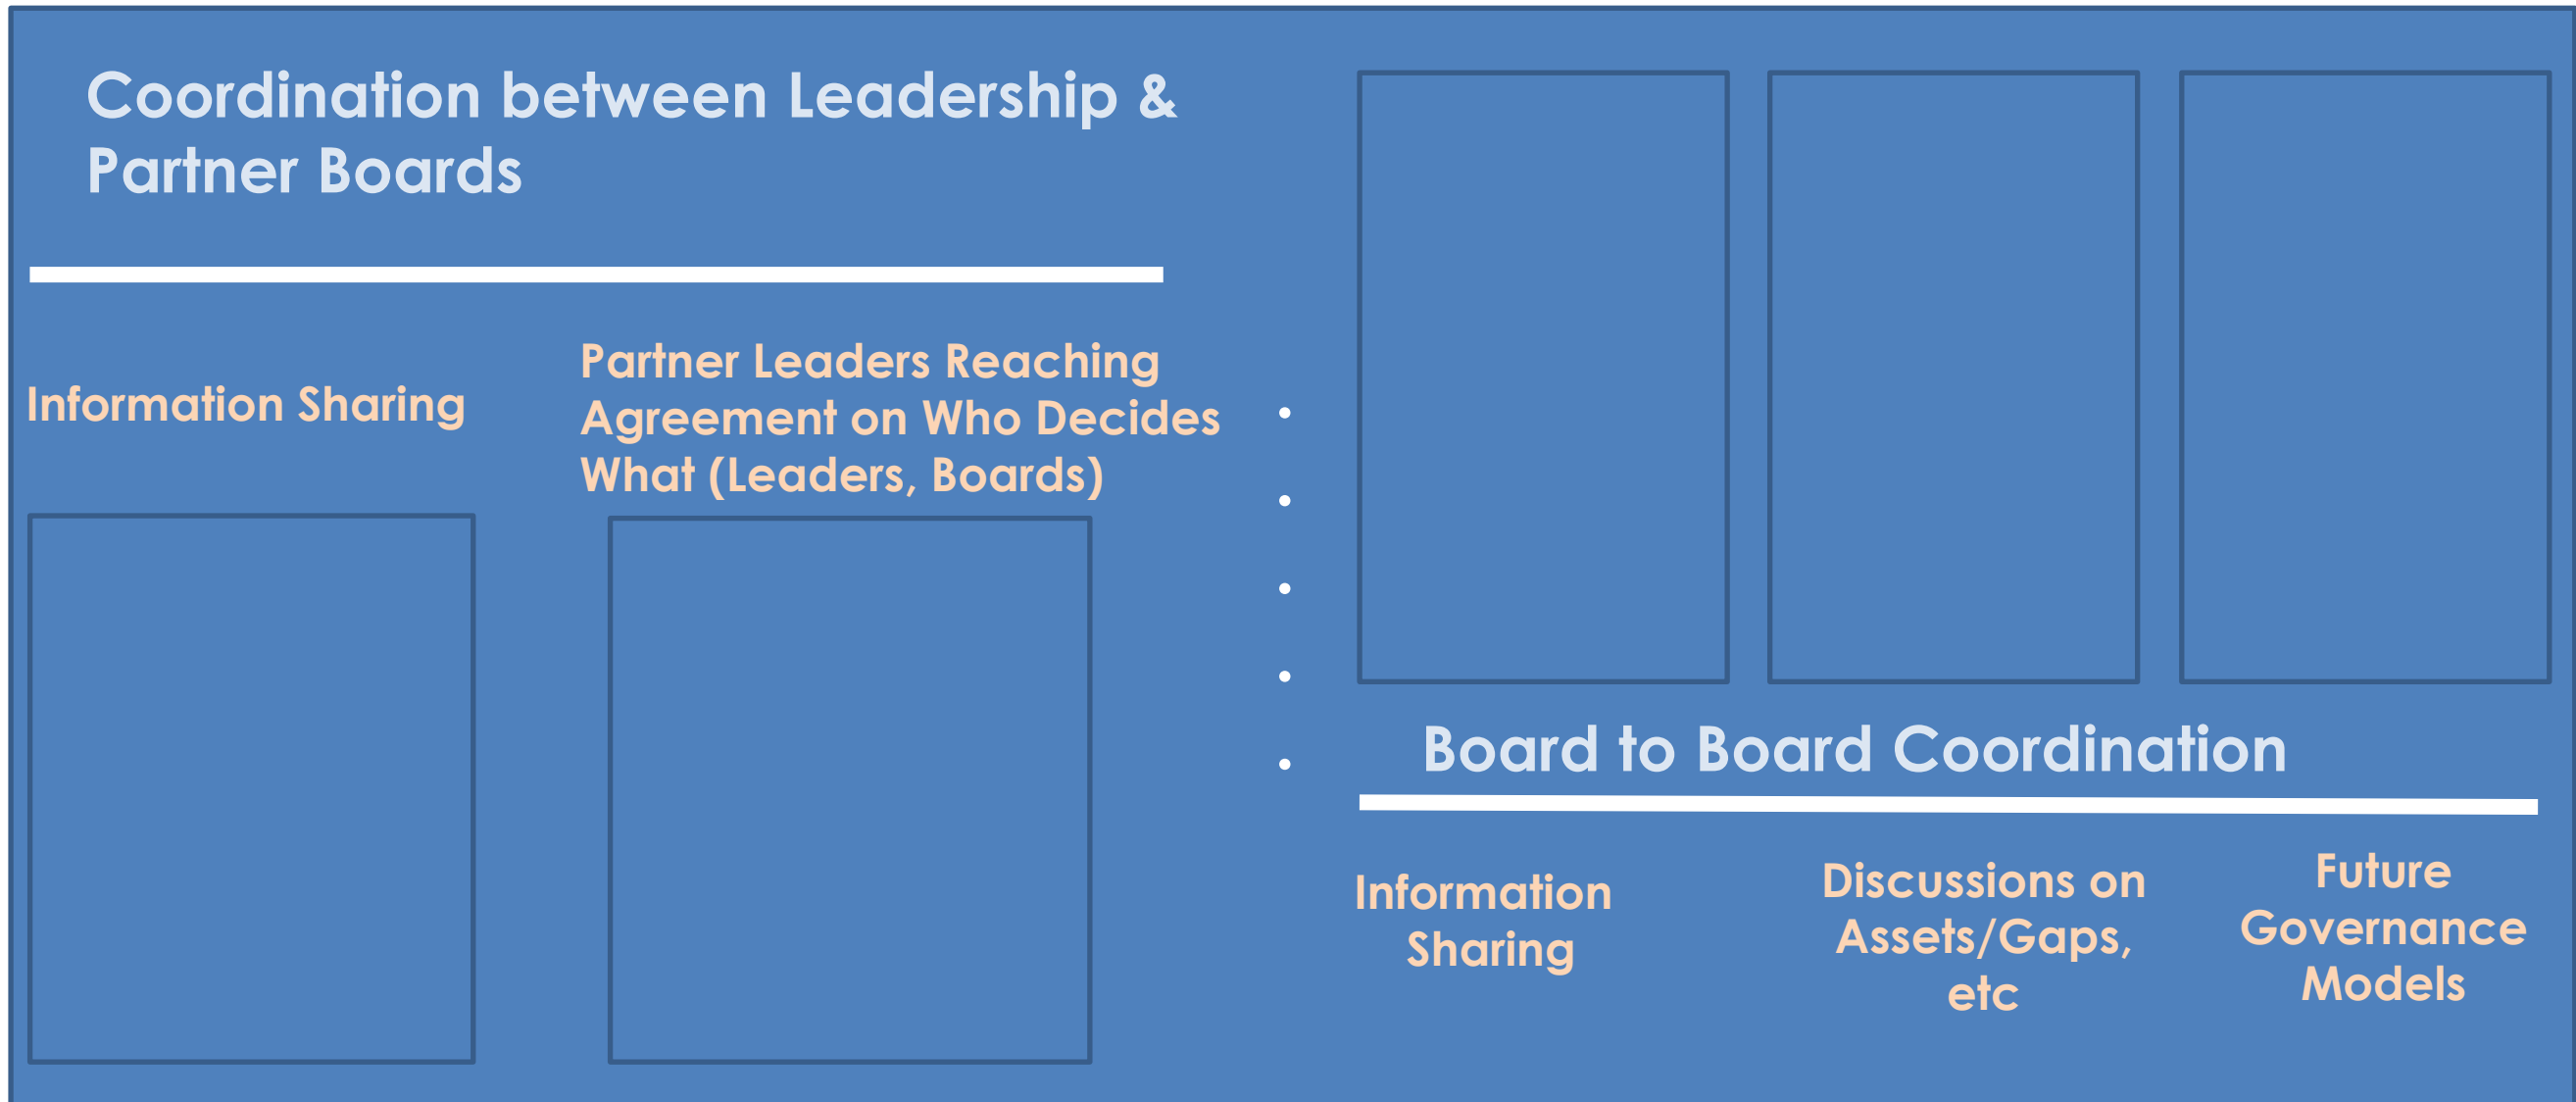 Coordination between Leadership &
Partner Boards
Information Sharing
Partner Leaders Reaching
Agreement on Who Decides
What (Leaders, Boards)
•
•
•
•
•
Board to Board Coordination
Information
Sharing
Discussions on
Assets/Gaps,
etc
Future
Governance
Models